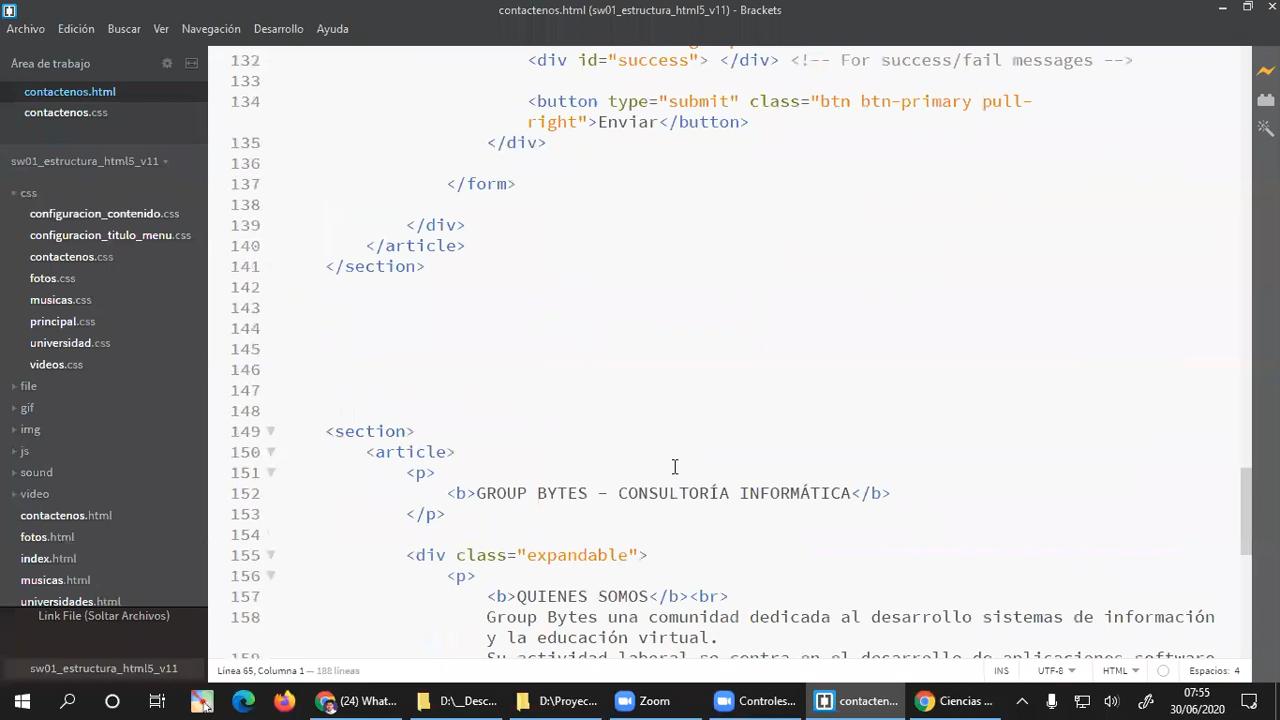 contactenos.html (sw01_estructura_html5_v11) - Brackets
Archivo Edición Buscar Ver Navegación Desarrollo Ayuda
Área de trabajo
contactenos.html
contactenos.css
sw01_estructura_html5_v11
css
configuracion_contenido.css
configuracion_titulo_menu.css
contactenos.css
fotos.css
musicas.css
principal.css
universidad.css
videos.css
file
gif
img
js
sound
video
contactenos.html
fotos.html
index.html
musicas.html
universidades.html
Link File (Soltar Archivos)
sw01_estructura_html5_v11
132 <div id="success"> </div> <!-- For success/fail messages -->
133
134 <button type="submit" class="btn btn-primary pull-
right">Enviar</button>
135 </div>
136
137 </form>
138
139 </div>
140 </article>
141 </section>
142
143
144
145
146
147
148
149 <section>
150 <article>
151 <p>
152 <b>GROUP BYTES - CONSULTORÍA INFORMÁTICA</b>
153 </p>
154
155 <div class="expandable">
156 <p>
157 <b>QUIENES SOMOS</b><br>
158 Group Bytes una comunidad dedicada al desarrollo sistemas de información
y la educación virtual.
159 Su actividad laboral se centra en el desarrollo de aplicaciones software
Línea 65, Columna 1 — 188 líneas
INS UTF-8 HTML Espacios: 4
(24) What... D:\__Desc... D:\Proyec... Zoom Controles... contacten... Ciencias ...
07:55
30/06/2020